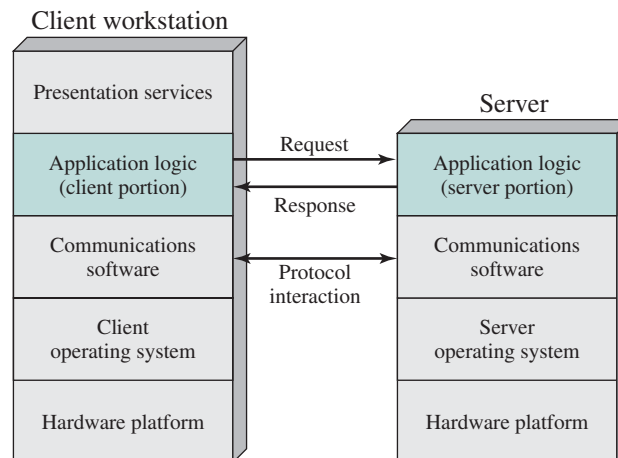 Client workstation
Presentation services
Application logic
(client portion)
Communications
software
Client
operating system
Hardware platform
Request
Response
Protocol
interaction
Server
Application logic
(server portion)
Communications
software
Server
operating system
Hardware platform